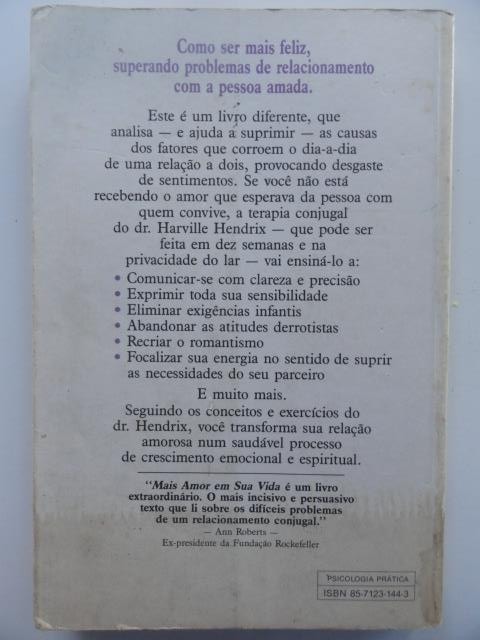 Como ser mais feliz,
superando problemas de relacionamento
com a pessoa amada.
Este é um livro diferente, que
analisa — e ajuda a suprimir — as causas
dos fatores que corroem o dia-a-dia
de uma relação a dois, provocando desgaste
de sentimentos. Se você não está
recebendo o amor que esperava da pessoa com
quem convive, a terapia conjugal
do dr. Harville Hendrix — que pode ser
feita em dez semanas e na
privacidade do lar — vai ensiná-lo a:
• Comunicar-se com clareza e precisão
• Exprimir toda sua sensibilidade
• Eliminar exigências infantis
• Abandonar as atitudes derrotistas
• Recriar o romantismo
• Focalizar sua energia no sentido de suprir
as necessidades do seu parceiro
E muito mais.
Seguindo os conceitos e exercícios do
dr. Hendrix, você transforma sua relação
amorosa num saudável processo
de crescimento emocional e espiritual.
"Mais Amor em Sua Vida é um livro
extraordinário. O mais incisivo e persuasivo
texto que li sobre os difíceis problemas
de um relacionamento conjugal."
— Ann Roberts —
Ex-presidente da Fundação Rockefeller
PSICOLOGIA PRÁTICA
ISBN 85-7123-144-3